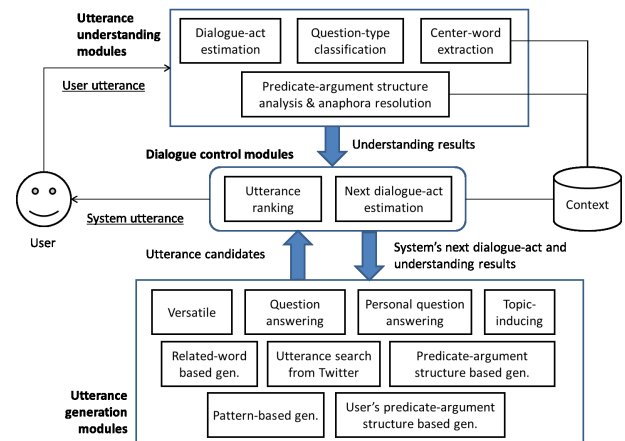 Utterance
understanding modules
Dialogue-act
estimation
Question-type
classification
Center-word
extraction
User utterance
Predicate-argument structure
analysis & anaphora resolution
Understanding results
Dialogue control modules
Utterance
ranking
Next dialogue-act
estimation
Context
System utterance
User
Utterance candidates
System's next dialogue-act and
understanding results
Versatile
Question
answering
Personal question
answering
Topic-
inducing
Related-word
based gen.
Utterance search
from Twitter
Predicate-argument
structure based gen.
Utterance
generation
modules
Pattern-based gen.
User's predicate-argument
structure based gen.